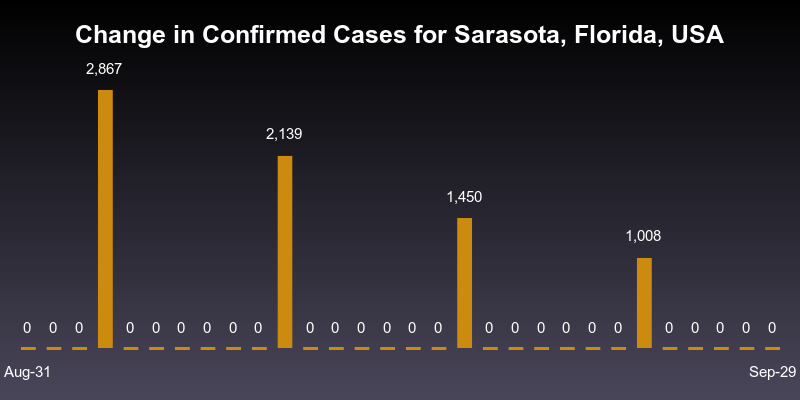 Change in Confirmed Cases for Sarasota, Florida, USA
2,867
2,139
1,450
1,008
0 0 0 0 0 0 0 0 0 0 0 0 0 0 0 0 0 0 0 0 0 0 0 0 0 0
Aug-31 Sep-29